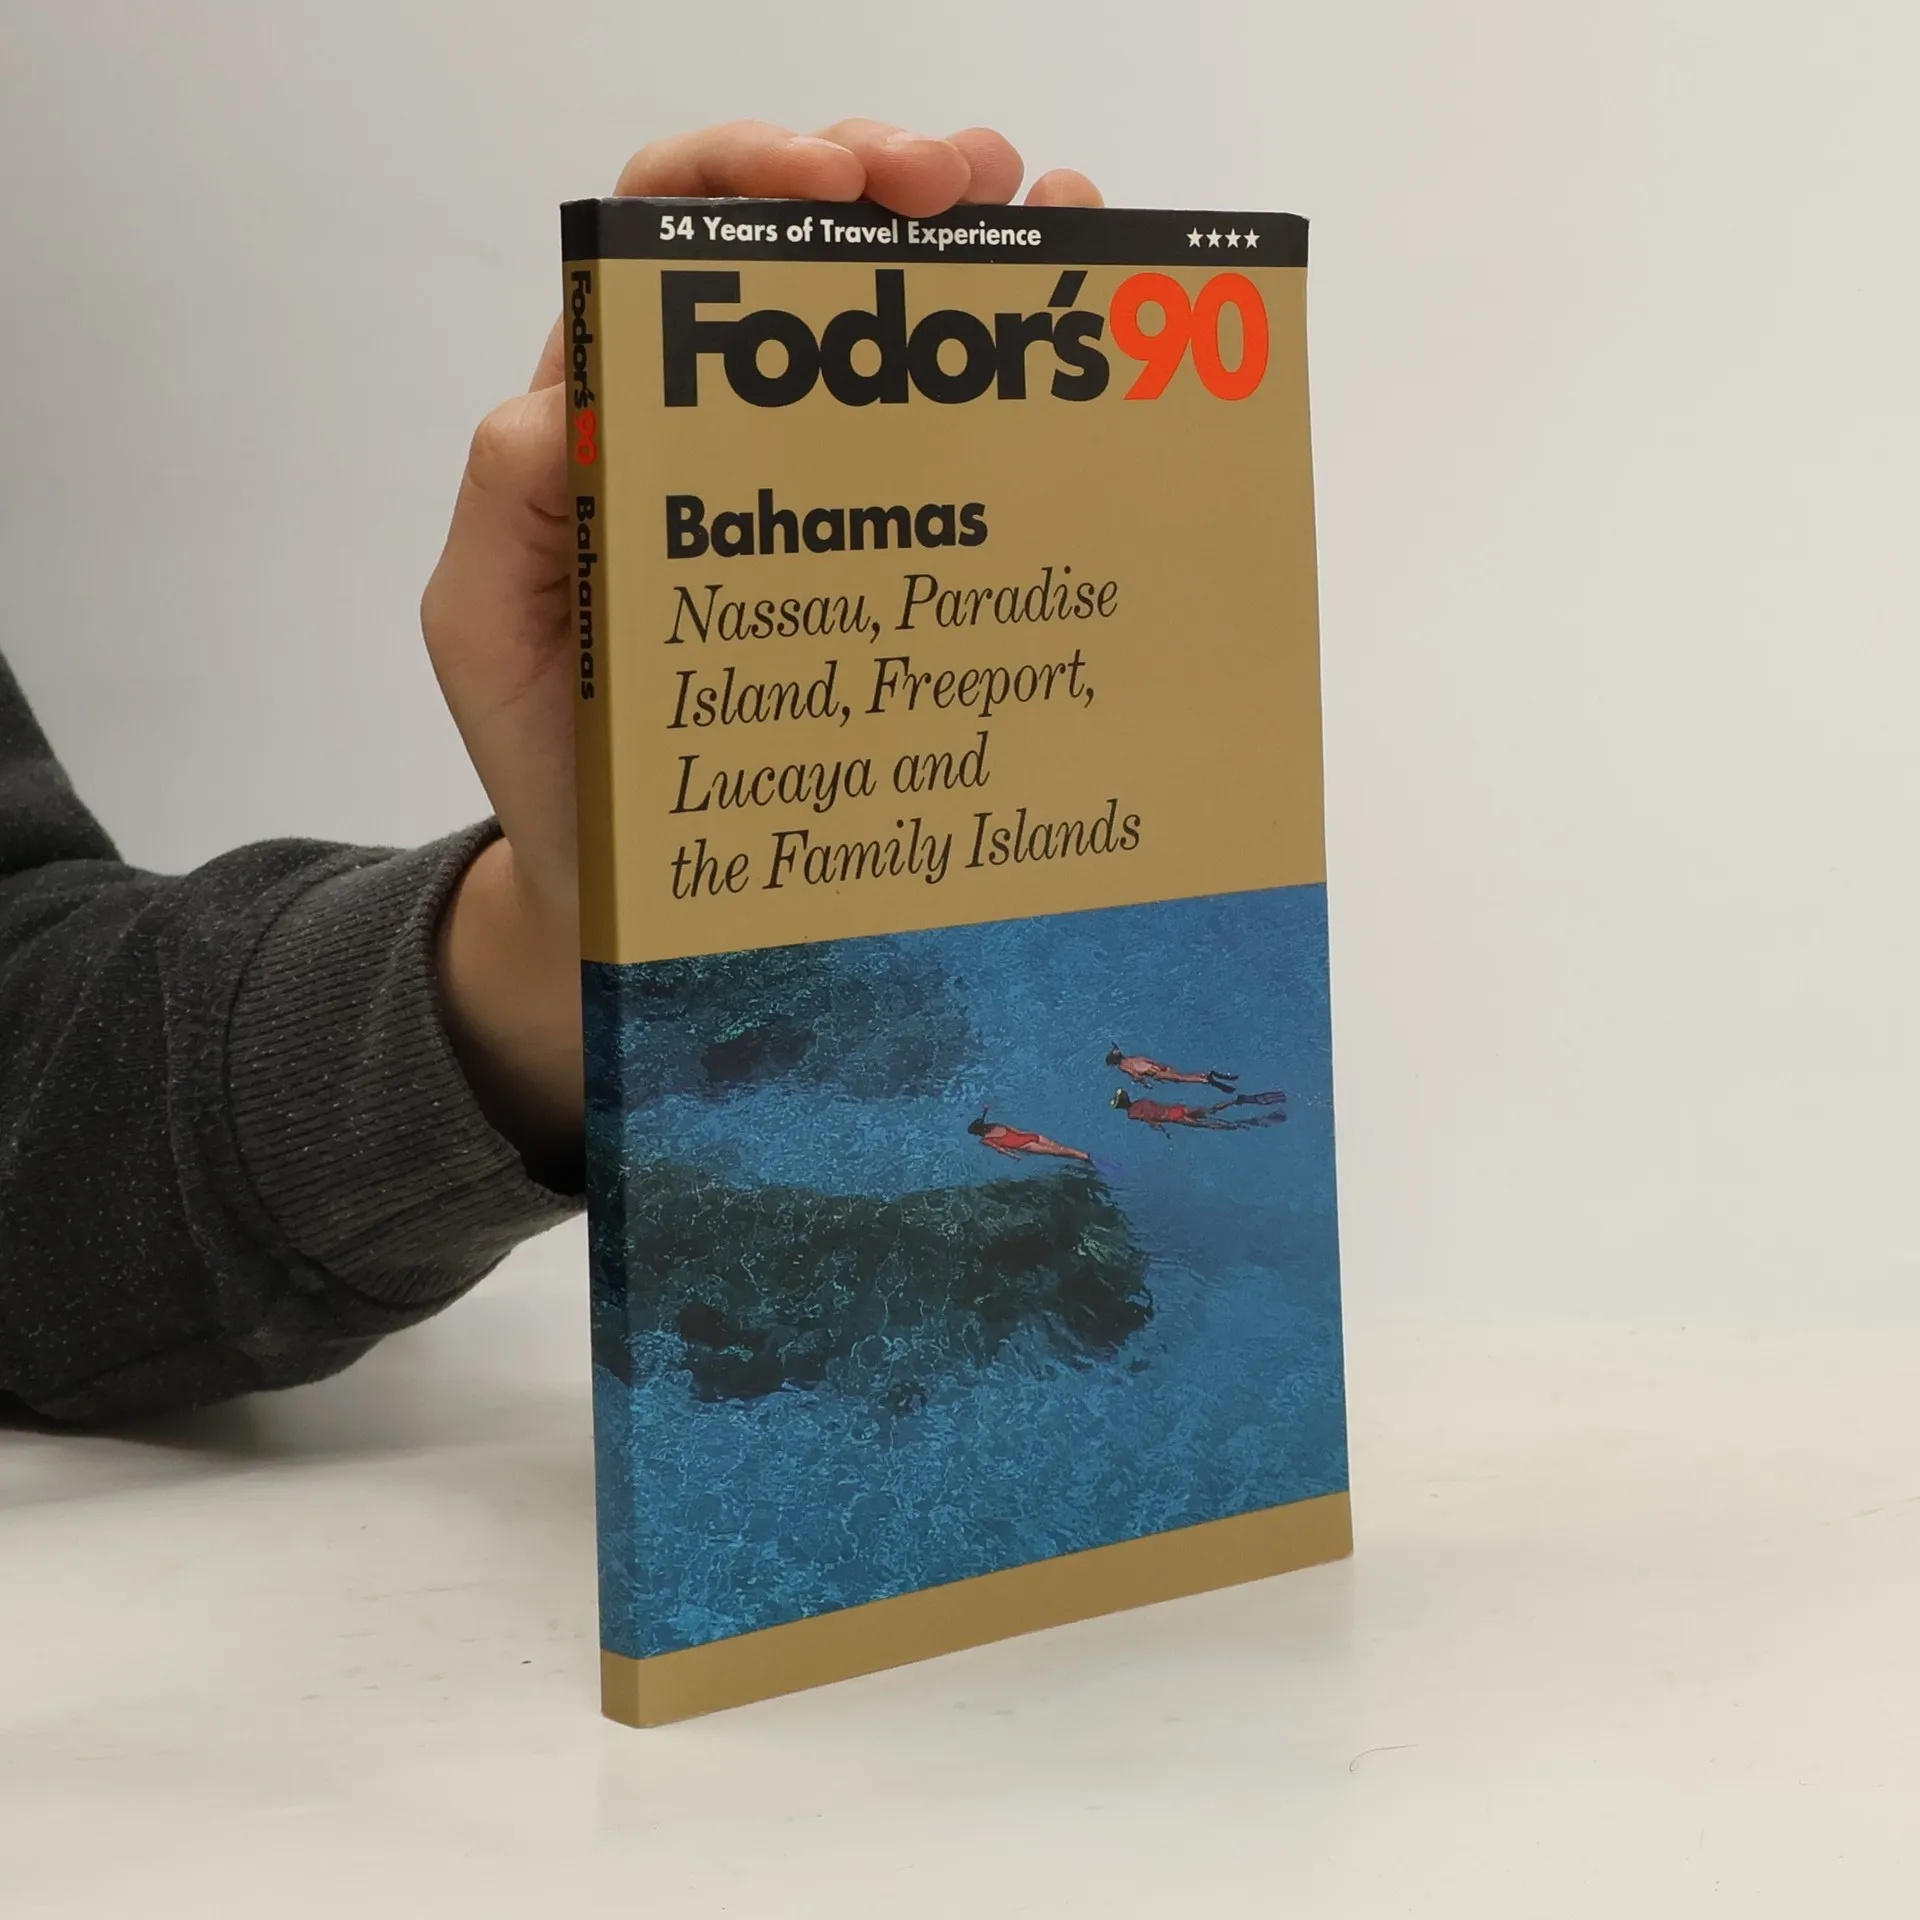 54 Years of Travel Experience ★★★★
Fodor's90
Bahamas
Nassau, Paradise
Island, Freeport,
Lucaya and
the Family Islands
Fodor's90 Bahamas